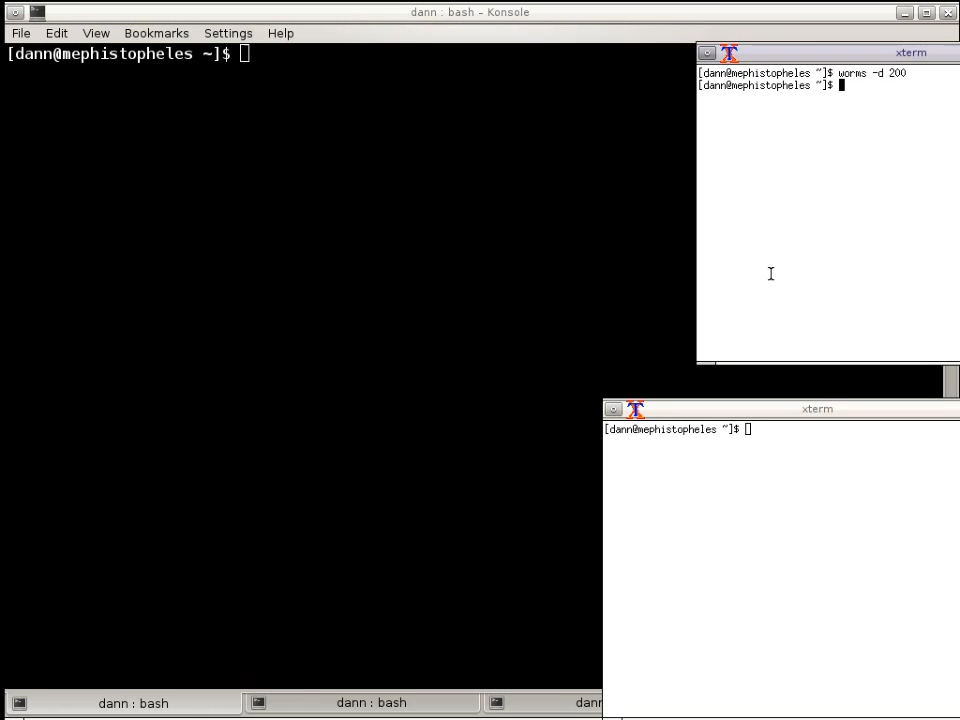 dann : bash – Konsole
File Edit View Bookmarks Settings Help
[dann@mephistopheles ~]$
xterm
[dann@mephistopheles ~]$ worms -d 200
[dann@mephistopheles ~]$
xterm
[dann@mephistopheles ~]$
dann : bash
dann : bash
dann